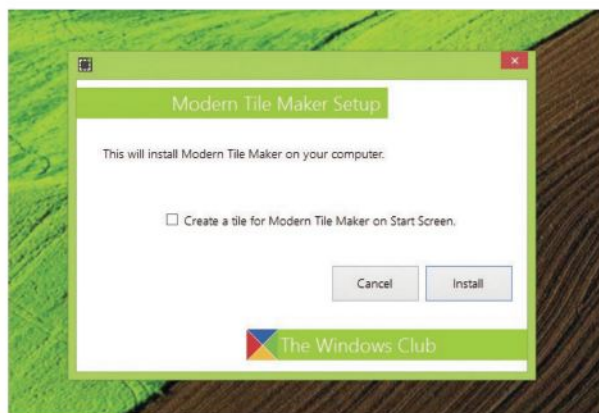 Modern Tile Maker Setup
This will install Modern Tile Maker on your computer.
Create a tile for Modern Tile Maker on Start Screen.
Cancel
Install
The Windows Club